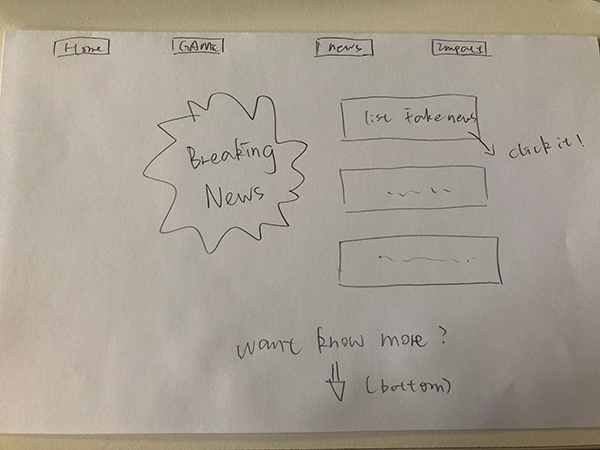 Home
GAMe
news
Impact
Breaking
News
list Fake news
click it!
want know more?
(bottom)